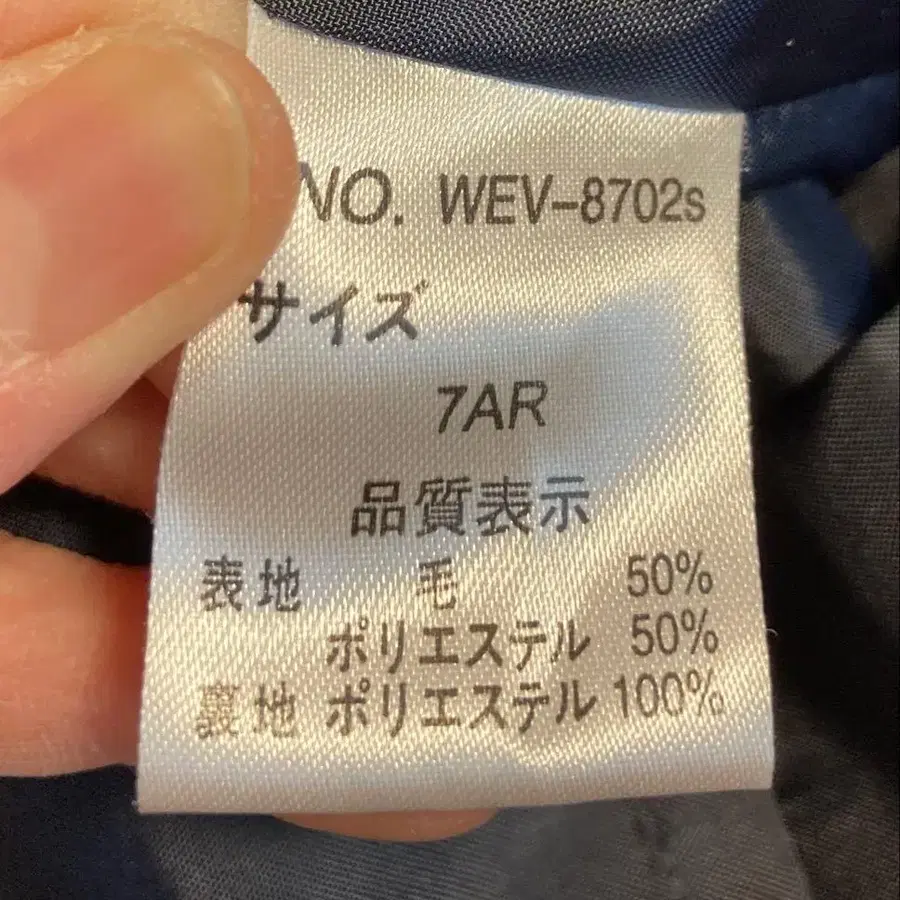 NO. WEV-8702s
サイズ
7AR
品質表示
表地 毛 50%
ポリエステル 50%
裏地 ポリエステル 100%